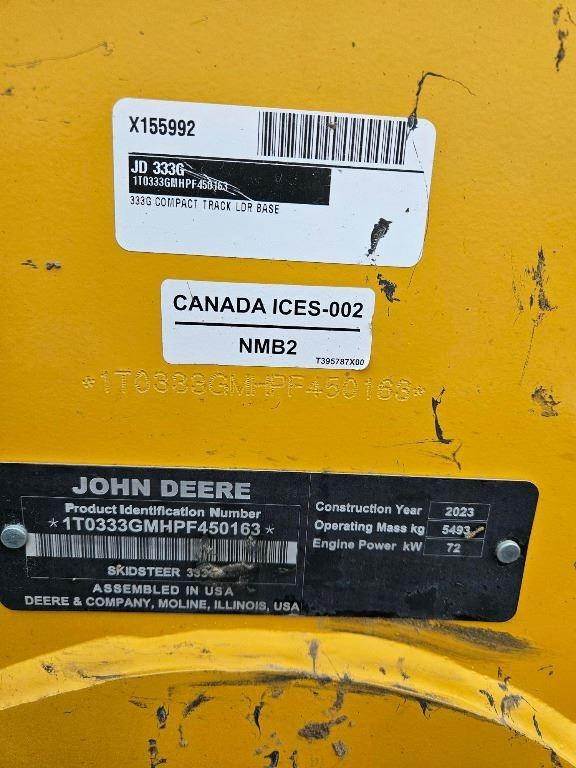 X155992
JD 333G
1T0333GMHPF450163
333G COMPACT TRACK LDR BASE
CANADA ICES-002
NMB2
T395787X00
*1T0333GMHPF450163*
JOHN DEERE
Product Identification Number
*1T0333GMHPF450163*
SKIDSTEER
ASSEMBLED IN USA
DEERE & COMPANY, MOLINE, ILLINOIS, USA
Construction Year 2023
Operating Mass kg 5493
Engine Power kW 72